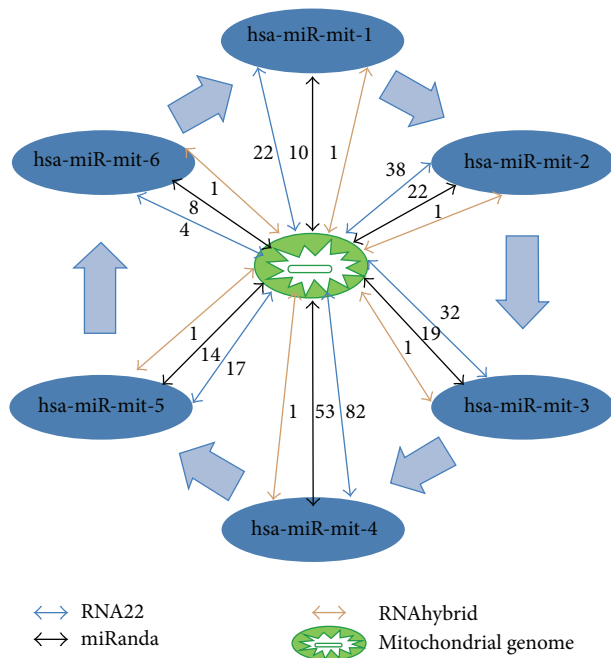 hsa-miR-mit-1
hsa-miR-mit-6
hsa-miR-mit-2
22 10 1
38
22
1
1
8
4
32
19
1
1
14
17
1 53 82
hsa-miR-mit-5
hsa-miR-mit-3
hsa-miR-mit-4
RNA22
miRanda
RNAhybrid
Mitochondrial genome